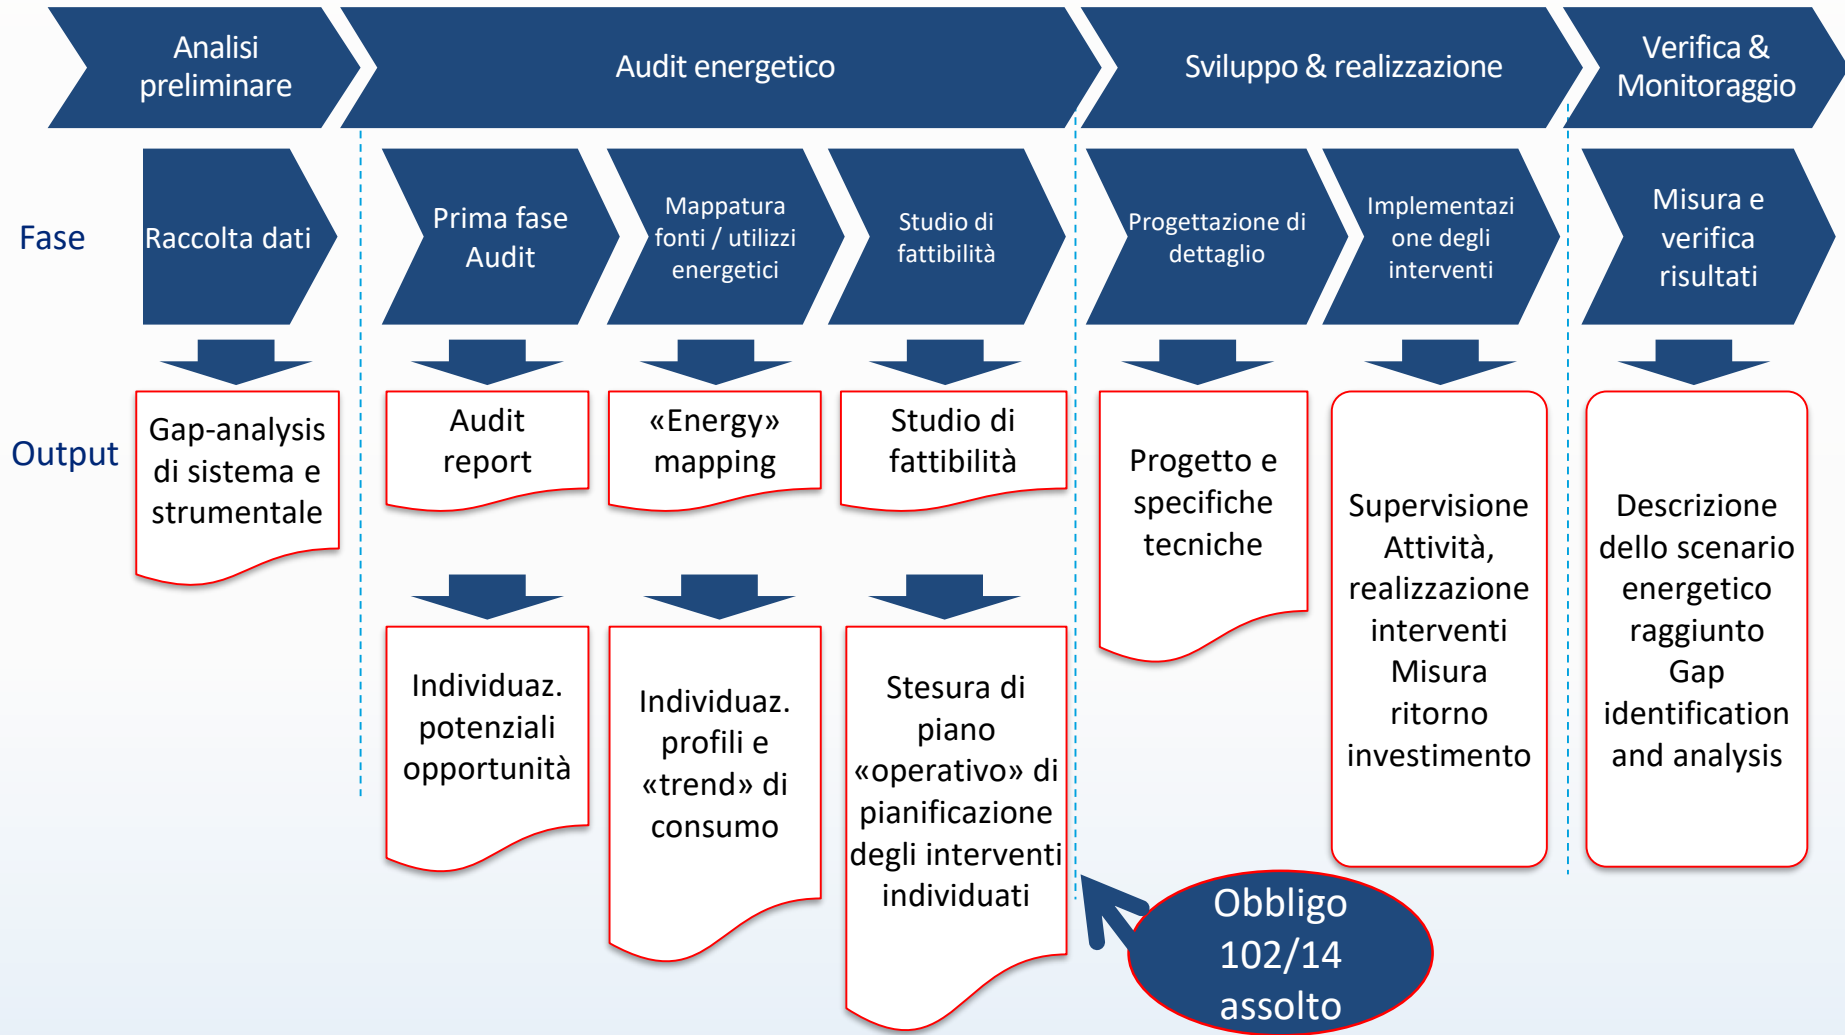 Analisi
preliminare
Audit energetico
Sviluppo & realizzazione
Verifica &
Monitoraggio
Fase
Raccolta dati
Prima fase
Audit
Mappatura
fonti / utilizzi
energetici
Studio di
fattibilità
Progettazione di
dettaglio
Implementazi
one degli
interventi
Misura e
verifica
risultati
Output
Gap-analysis
di sistema e
strumentale
Audit
report
«Energy»
mapping
Studio di
fattibilità
Progetto e
specifiche
tecniche
Supervisione
Attività,
realizzazione
interventi
Misura
ritorno
investimento
Descrizione
dello scenario
energetico
raggiunto
Gap
identification
and analysis
Individuaz.
potenziali
opportunità
Individuaz.
profili e
«trend» di
consumo
Stesura di
piano
«operativo» di
pianificazione
degli interventi
individuati
Obbligo
102/14
assolto